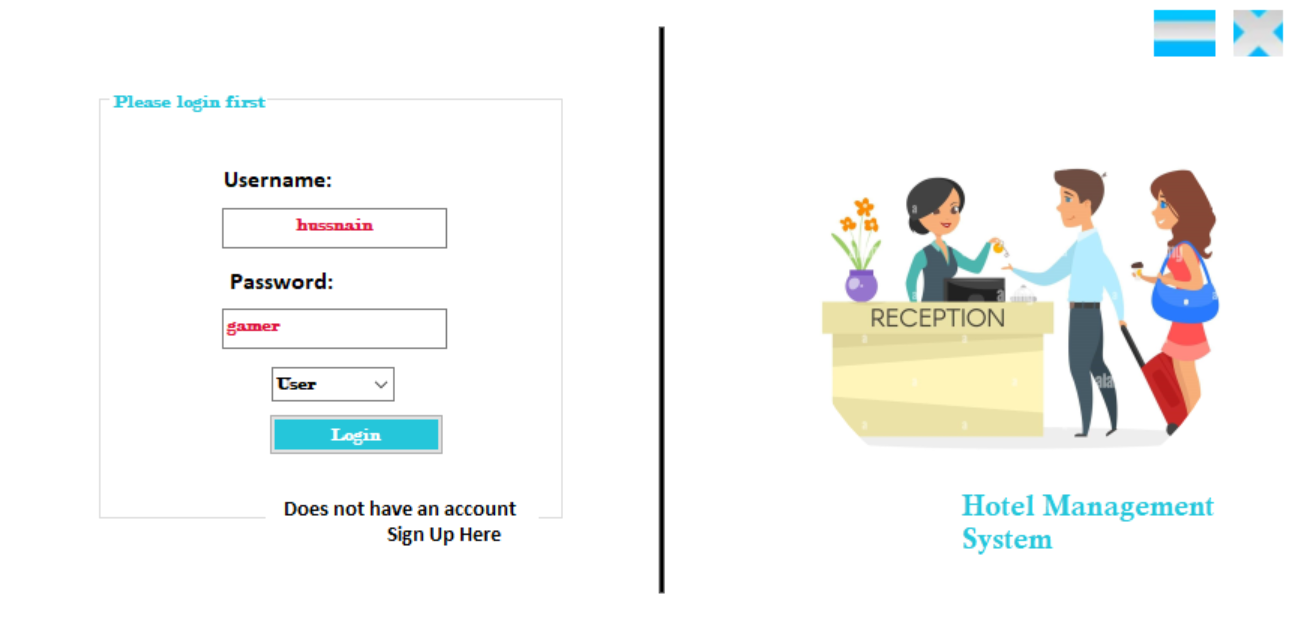 Please login first
Username:
hussnain
Password:
gamer
User
Login
Does not have an account
Sign Up Here
RECEPTION
Hotel Management
System